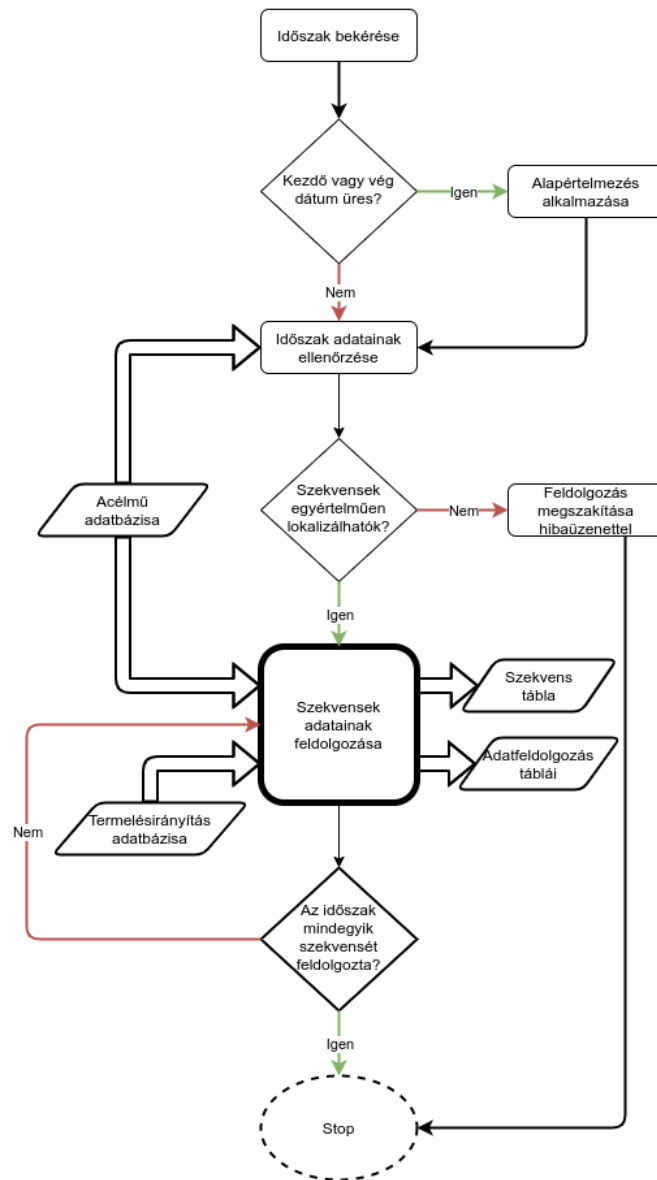 Időszak bekérése
Kezdő vagy vég
dátum üres?
Igen
Alapértelmezés
alkalmazása
Nem
Időszak adatainak
ellenőrzése
Acélmű
adatbázisa
Szekvensek
egyértelműen
lokalizálhatók?
Nem
Feldolgozás
megszakítása
hibaüzenettel
Igen
Szekvensek
adatainak
feldolgozása
Szekvens
tábla
Adatfeldolgozás
táblái
Termelésirányítás
adatbázisa
Nem
Az időszak
mindegyik
szekvensét
feldolgozta?
Igen
Stop